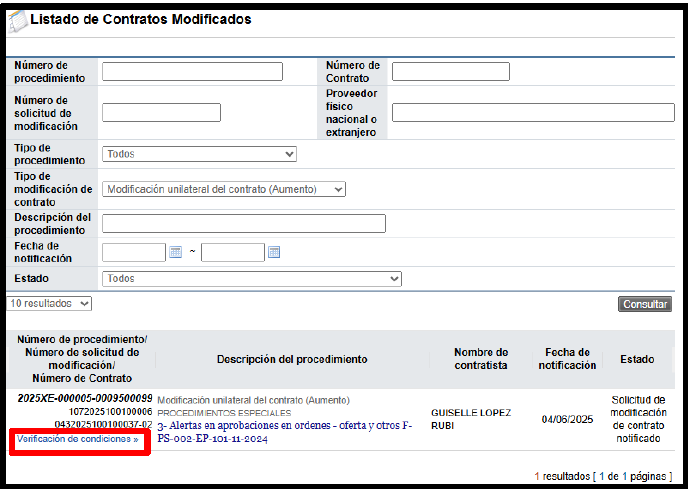 Listado de Contratos Modificados
Número de procedimiento
Número de Contrato
Número de solicitud de modificación
Proveedor físico nacional o extranjero
Tipo de procedimiento
Todos
Tipo de modificación de contrato
Modificación unilateral del contrato (Aumento)
Descripción del procedimiento
Fecha de notificación
~
Estado
Todos
10 resultados
Consultar
Número de procedimiento/
Número de solicitud de
modificación/
Número de Contrato
Descripción del procedimiento
Nombre de
contratista
Fecha de
notificación
Estado
2025XE-000005-0009500099
1072025100100006
0432025100100037-02
Verificación de condiciones »
Modificación unilateral del contrato (Aumento)
PROCEDIMIENTOS ESPECIALES
3- Alertas en aprobaciones en ordenes - oferta y otros F-
PS-002-EP-101-11-2024
GUISELLE LOPEZ
RUBI
04/06/2025
Solicitud de
modificación
de contrato
notificado
1 resultados [ 1 de 1 páginas ]